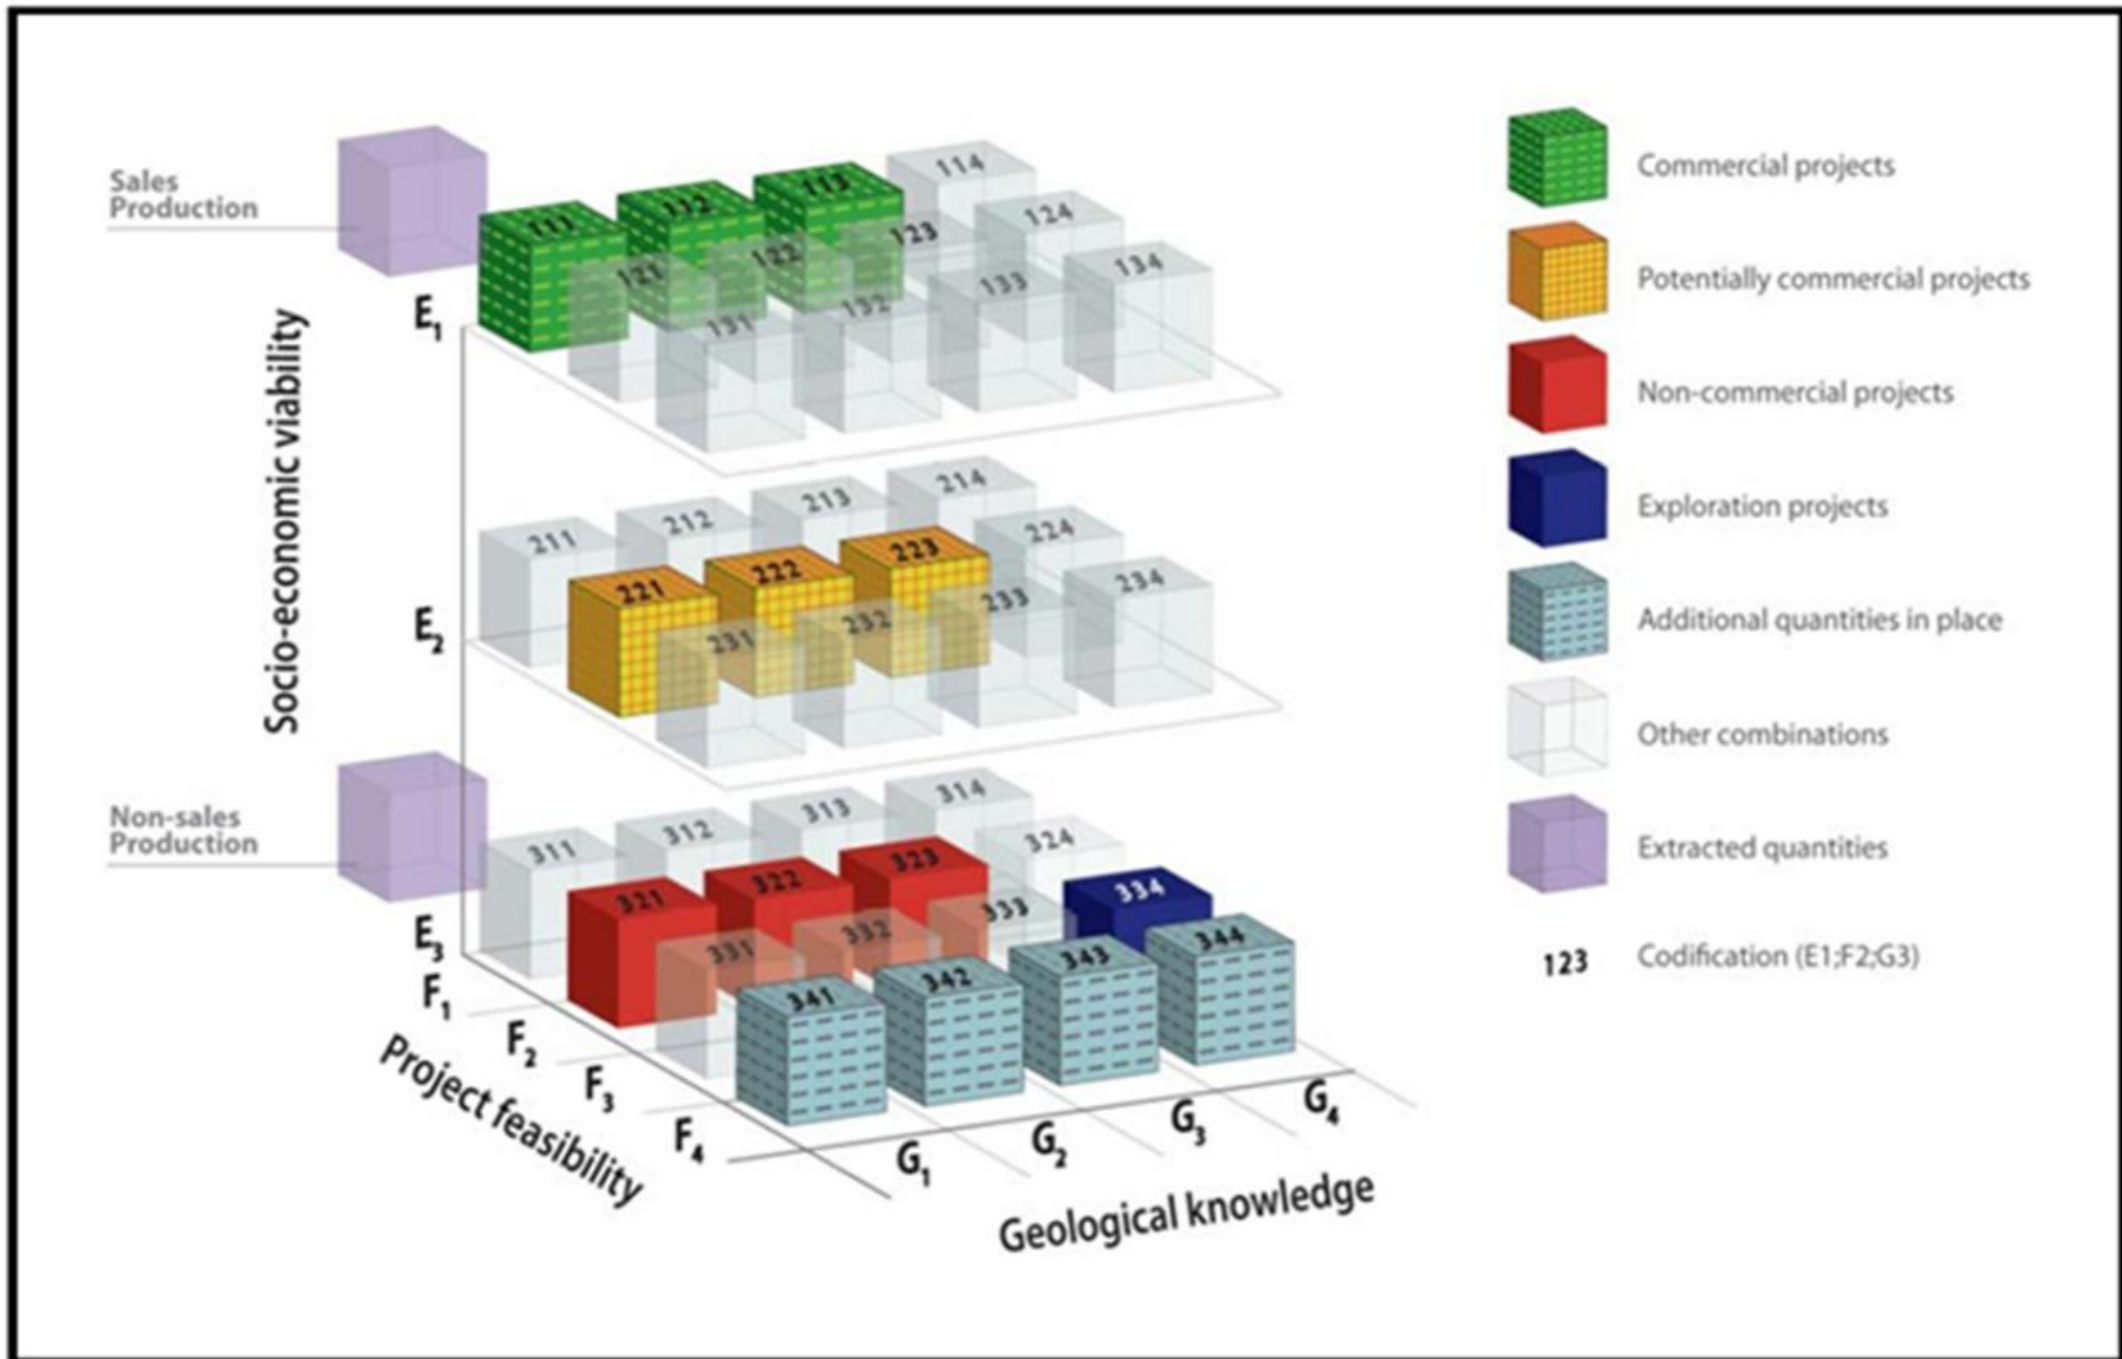 Sales
Production
Socio-economic viability
E1
111
112
113
114
121
122
123
124
131
132
133
134
E2
211
212
213
214
221
222
223
224
231
232
233
234
Non-sales
Production
E3
311
312
313
314
321
322
323
324
331
332
333
334
341
342
343
344
F1
F2
F3
F4
Project feasibility
G1
G2
G3
G4
Geological knowledge
Commercial projects
Potentially commercial projects
Non-commercial projects
Exploration projects
Additional quantities in place
Other combinations
Extracted quantities
123 Codification (E1;F2;G3)